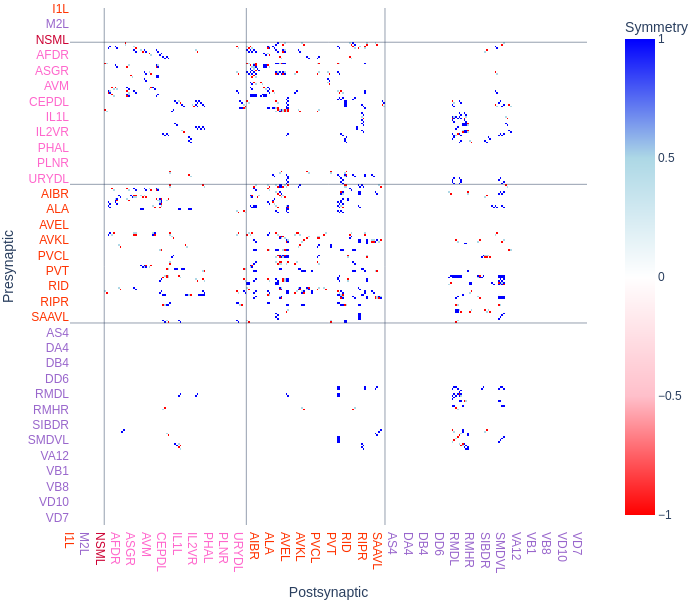 Symmetry
1
0.5
0
−0.5
−1
Presynaptic
I1L
M2L
NSML
AFDR
ASGR
AVM
CEPDL
IL1L
IL2VR
PHAL
PLNR
URYDL
AIBR
ALA
AVEL
AVKL
PVCL
PVT
RID
RIPR
SAAVL
AS4
DA4
DB4
DD6
RMDL
RMHR
SIBDR
SMDVL
VA12
VB1
VB8
VD10
VD7
I1L
M2L
NSML
AFDR
ASGR
AVM
CEPDL
IL1L
IL2VR
PHAL
PLNR
URYDL
AIBR
ALA
AVEL
AVKL
PVCL
PVT
RID
RIPR
SAAVL
AS4
DA4
DB4
DD6
RMDL
RMHR
SIBDR
SMDVL
VA12
VB1
VB8
VD10
VD7
Postsynaptic